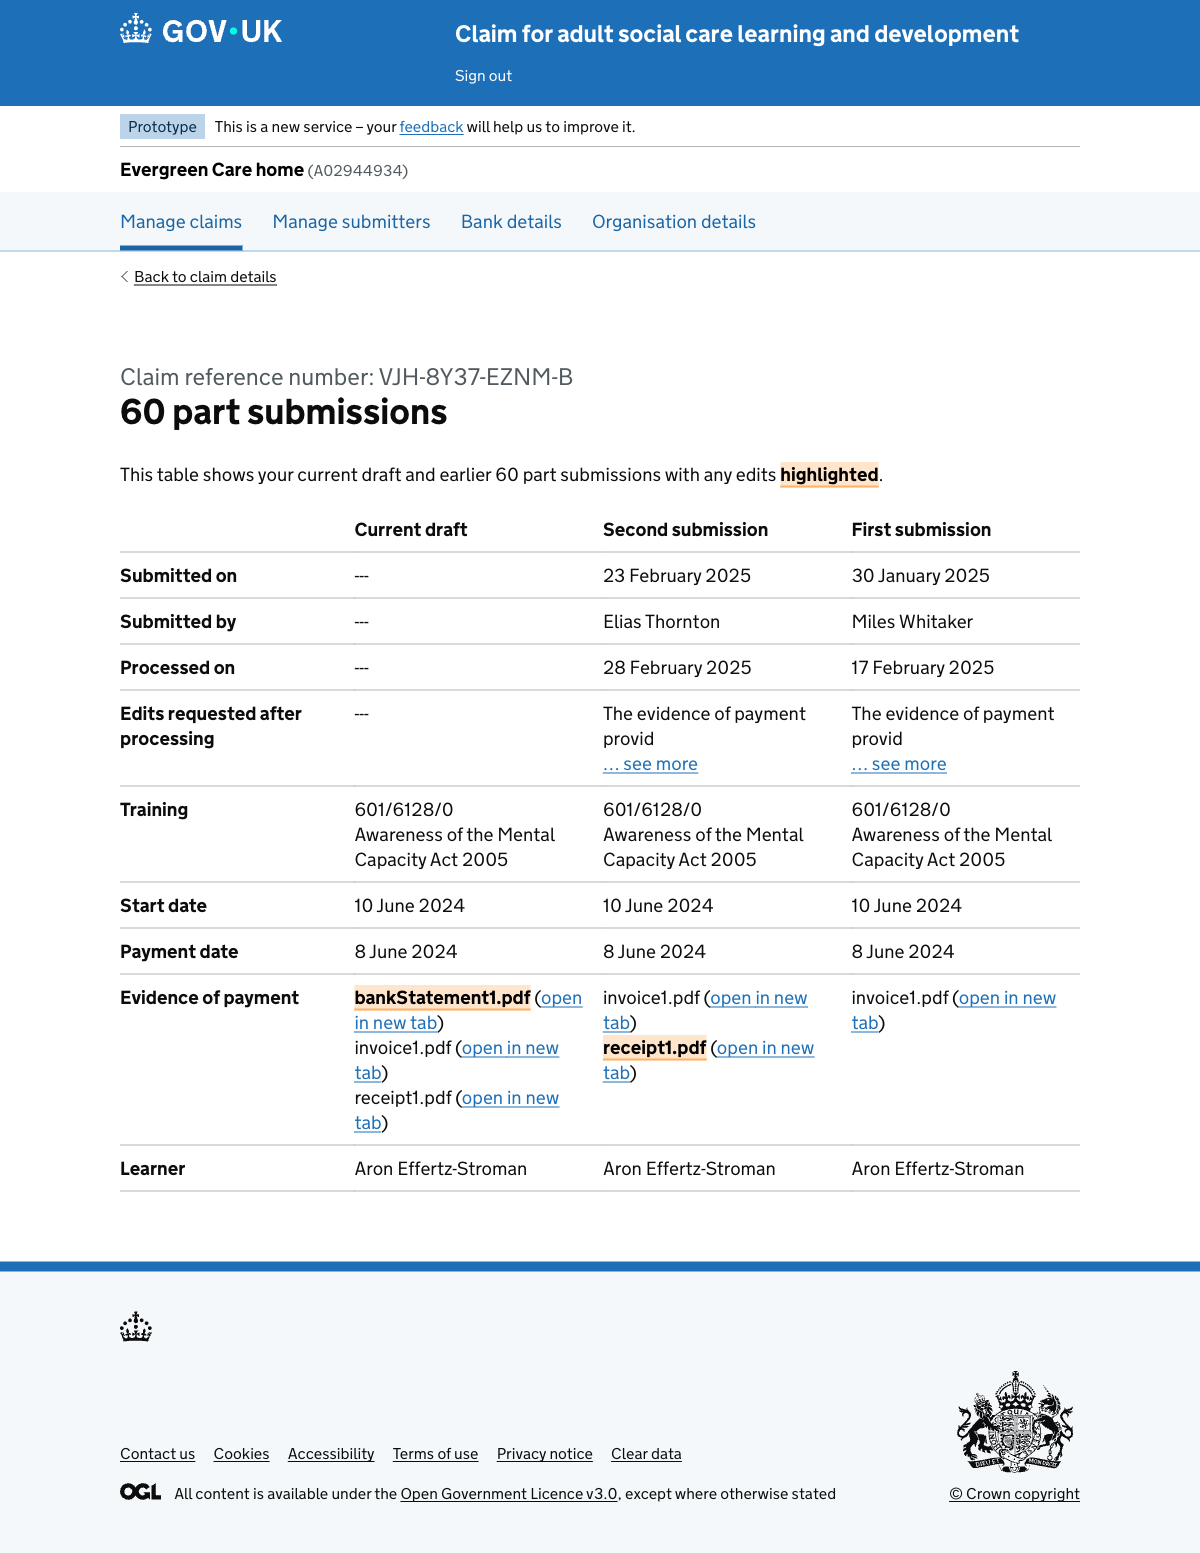 GOV•UK
Claim for adult social care learning and development
Sign out
Prototype This is a new service – your feedback will help us to improve it.
Evergreen Care home (A02944934)
Manage claims Manage submitters Bank details Organisation details
Back to claim details
Claim reference number: VJH-8Y37-EZNM-B
60 part submissions
This table shows your current draft and earlier 60 part submissions with any edits highlighted.
Current draft Second submission First submission
Submitted on --- 23 February 2025 30 January 2025
Submitted by --- Elias Thornton Miles Whitaker
Processed on --- 28 February 2025 17 February 2025
Edits requested after --- The evidence of payment The evidence of payment
processing provid provid
... see more ... see more
Training 601/6128/0 601/6128/0 601/6128/0
Awareness of the Mental Awareness of the Mental Awareness of the Mental
Capacity Act 2005 Capacity Act 2005 Capacity Act 2005
Start date 10 June 2024 10 June 2024 10 June 2024
Payment date 8 June 2024 8 June 2024 8 June 2024
Evidence of payment bankStatement1.pdf (open invoice1.pdf (open in new invoice1.pdf (open in new
in new tab) tab) tab)
invoice1.pdf (open in new receipt1.pdf (open in new
tab) tab)
receipt1.pdf (open in new
tab)
Learner Aron Effertz-Stroman Aron Effertz-Stroman Aron Effertz-Stroman
Contact us Cookies Accessibility Terms of use Privacy notice Clear data
OGL All content is available under the Open Government Licence v3.0, except where otherwise stated
© Crown copyright